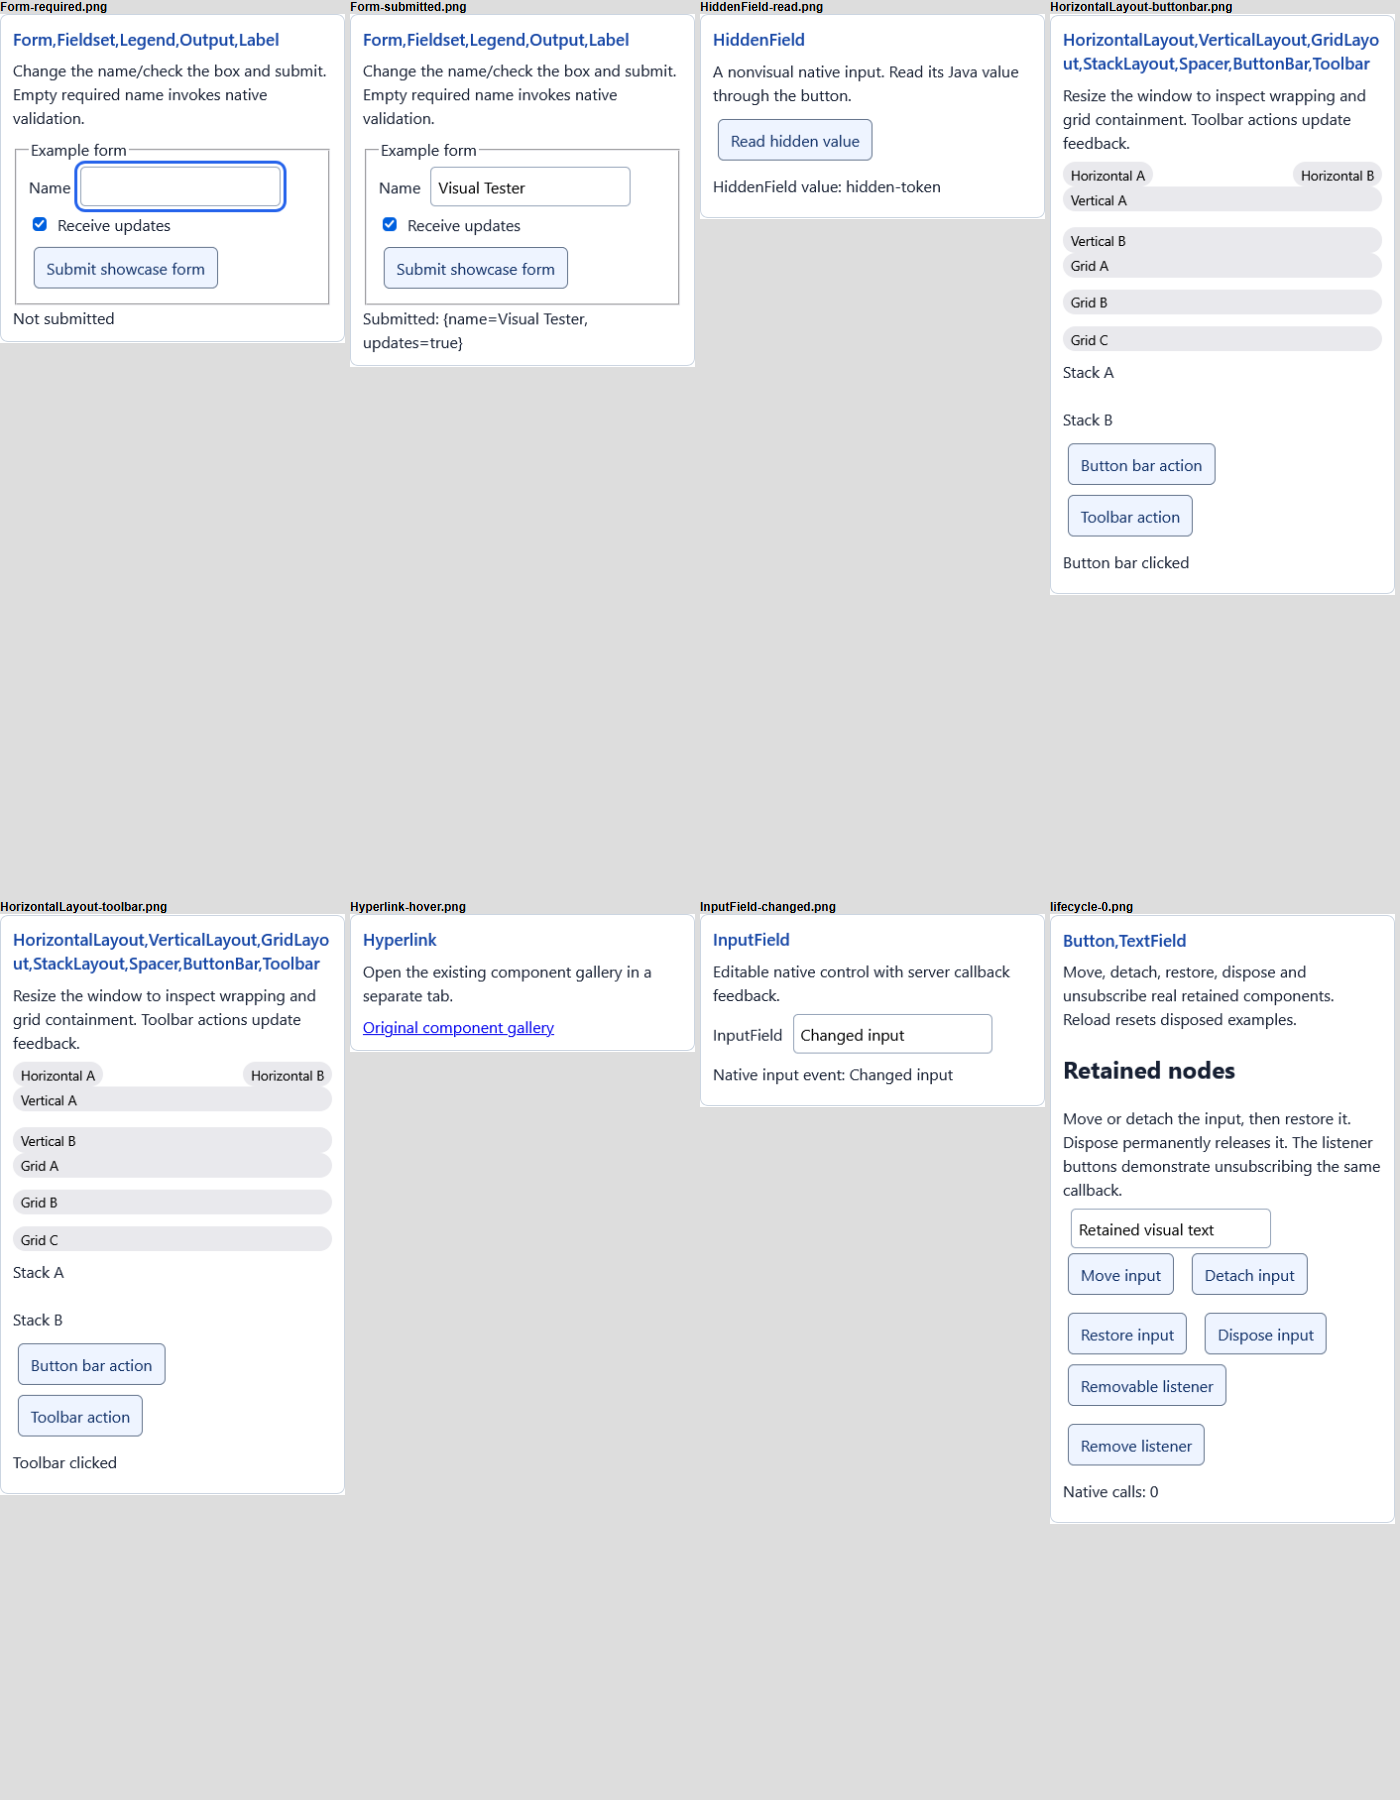 Form-required.png
Form,Fieldset,Legend,Output,Label
Change the name/check the box and submit.
Empty required name invokes native
validation.
Example form
Name
Receive updates
Submit showcase form
Not submitted
Form-submitted.png
Form,Fieldset,Legend,Output,Label
Change the name/check the box and submit.
Empty required name invokes native
validation.
Example form
Name Visual Tester
Receive updates
Submit showcase form
Submitted: {name=Visual Tester,
updates=true}
HiddenField-read.png
HiddenField
A nonvisual native input. Read its Java value
through the button.
Read hidden value
HiddenField value: hidden-token
HorizontalLayout-buttonbar.png
HorizontalLayout,VerticalLayout,GridLayo
ut,StackLayout,Spacer,ButtonBar,Toolbar
Resize the window to inspect wrapping and
grid containment. Toolbar actions update
feedback.
Horizontal A Horizontal B
Vertical A
Vertical B
Grid A
Grid B
Grid C
Stack A
Stack B
Button bar action
Toolbar action
Button bar clicked
HorizontalLayout-toolbar.png
HorizontalLayout,VerticalLayout,GridLayo
ut,StackLayout,Spacer,ButtonBar,Toolbar
Resize the window to inspect wrapping and
grid containment. Toolbar actions update
feedback.
Horizontal A Horizontal B
Vertical A
Vertical B
Grid A
Grid B
Grid C
Stack A
Stack B
Button bar action
Toolbar action
Toolbar clicked
Hyperlink-hover.png
Hyperlink
Open the existing component gallery in a
separate tab.
Original component gallery
InputField-changed.png
InputField
Editable native control with server callback
feedback.
InputField Changed input
Native input event: Changed input
lifecycle-0.png
Button,TextField
Move, detach, restore, dispose and
unsubscribe real retained components.
Reload resets disposed examples.
Retained nodes
Move or detach the input, then restore it.
Dispose permanently releases it. The listener
buttons demonstrate unsubscribing the same
callback.
Retained visual text
Move input Detach input
Restore input Dispose input
Removable listener
Remove listener
Native calls: 0